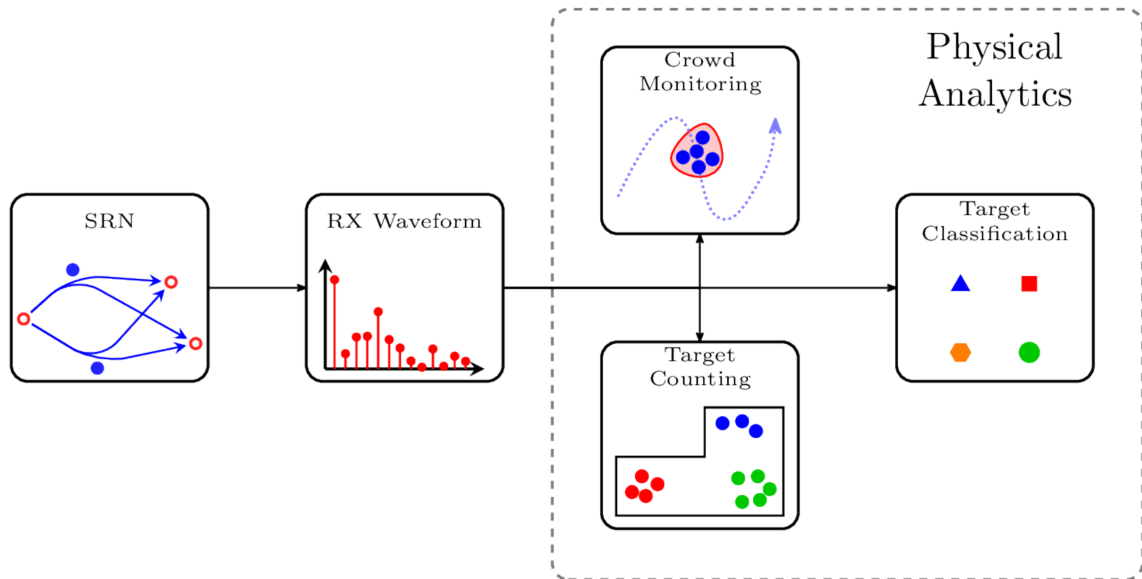 SRN
RX Waveform
Crowd
Monitoring
Target
Counting
Physical
Analytics
Target
Classification